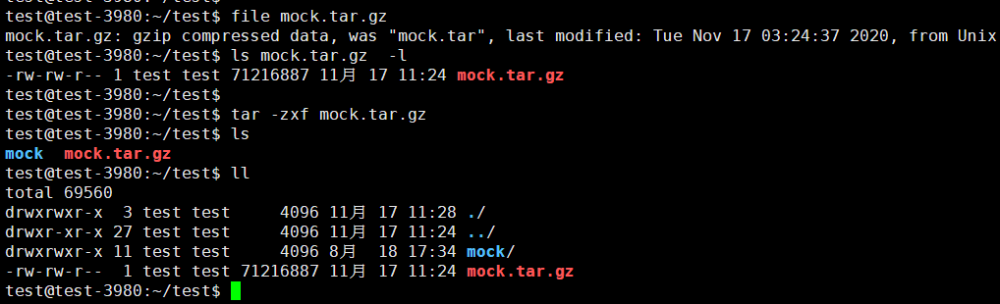 test@test-3980:~/test$
test@test-3980:~/test$ file mock.tar.gz
mock.tar.gz: gzip compressed data, was "mock.tar", last modified: Tue Nov 17 03:24:37 2020, from Unix
test@test-3980:~/test$ ls mock.tar.gz  -l
-rw-rw-r-- 1 test test 71216887 11月 17 11:24 mock.tar.gz
test@test-3980:~/test$
test@test-3980:~/test$ tar -zxf mock.tar.gz
test@test-3980:~/test$ ls
mock  mock.tar.gz
test@test-3980:~/test$ ll
total 69560
drwxrwxr-x  3 test test     4096 11月 17 11:28 ./
drwxr-xr-x 27 test test     4096 11月 17 11:24 ../
drwxrwxr-x 11 test test     4096 8月  18 17:34 mock/
-rw-rw-r--  1 test test 71216887 11月 17 11:24 mock.tar.gz
test@test-3980:~/test$